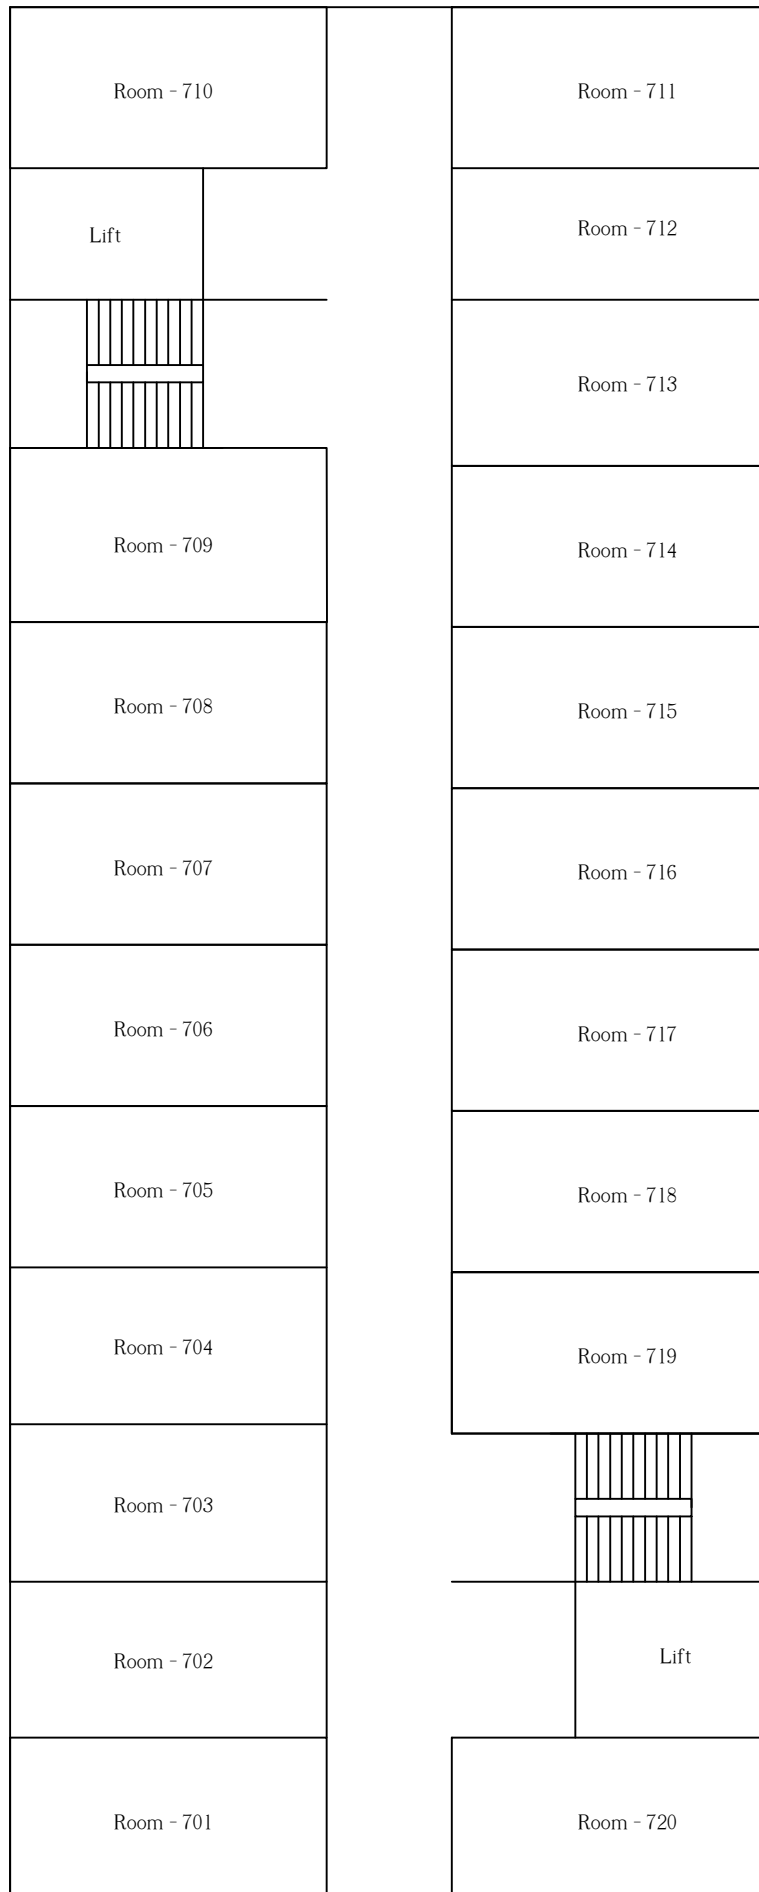 Room - 710
Room - 711
Lift
Room - 712
Room - 713
Room - 709
Room - 714
Room - 708
Room - 715
Room - 707
Room - 716
Room - 706
Room - 717
Room - 705
Room - 718
Room - 704
Room - 719
Room - 703
Room - 702
Lift
Room - 701
Room - 720